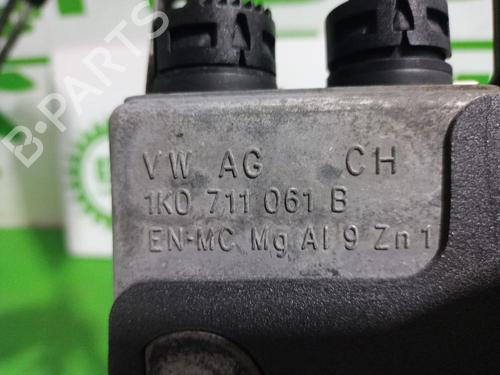 VW AG CH
1K0 711 061 B
EN-MC Mg Al 9 Zn 1
B-PARTS